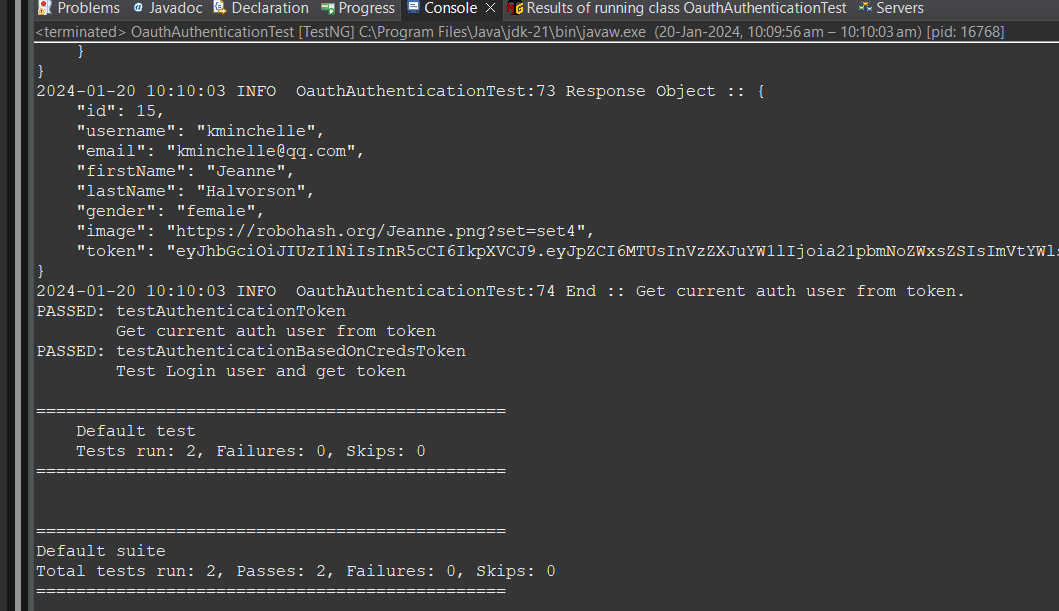 Problems Javadoc Declaration Progress Console Results of running class OauthAuthenticationTest Servers
<terminated> OauthAuthenticationTest [TestNG] C:\Program Files\Java\jdk-21\bin\javaw.exe (20-Jan-2024, 10:09:56 am – 10:10:03 am) [pid: 16768]
    }
}
2024-01-20 10:10:03 INFO  OauthAuthenticationTest:73 Response Object :: {
    "id": 15,
    "username": "kminchelle",
    "email": "kminchelle@qq.com",
    "firstName": "Jeanne",
    "lastName": "Halvorson",
    "gender": "female",
    "image": "https://robohash.org/Jeanne.png?set=set4",
    "token": "eyJhbGciOiJIUzI1NiIsInR5cCI6IkpXVCJ9.eyJpZCI6MTUsInVzZXJuYW1lIjoia21pbmNoZWxsZSIsImVtYWls
}
2024-01-20 10:10:03 INFO  OauthAuthenticationTest:74 End :: Get current auth user from token.
PASSED: testAuthenticationToken
        Get current auth user from token
PASSED: testAuthenticationBasedOnCredsToken
        Test Login user and get token
===============================================
    Default test
    Tests run: 2, Failures: 0, Skips: 0
===============================================
===============================================
Default suite
Total tests run: 2, Passes: 2, Failures: 0, Skips: 0
===============================================